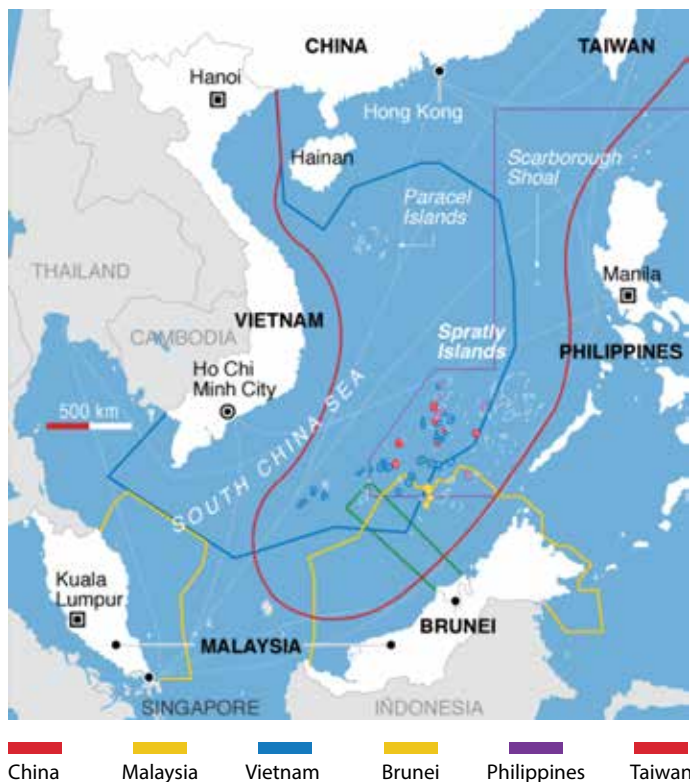 CHINA
TAIWAN
Hanoi
Hong Kong
Hainan
Scarborough
Shoal
Paracel
Islands
THAILAND
Manila
VIETNAM
CAMBODIA
Spratly
Islands
PHILIPPINES
Ho Chi
Minh City
500 km
SOUTH CHINA SEA
Kuala
Lumpur
MALAYSIA
BRUNEI
SINGAPORE
INDONESIA
China Malaysia Vietnam Brunei Philippines Taiwan